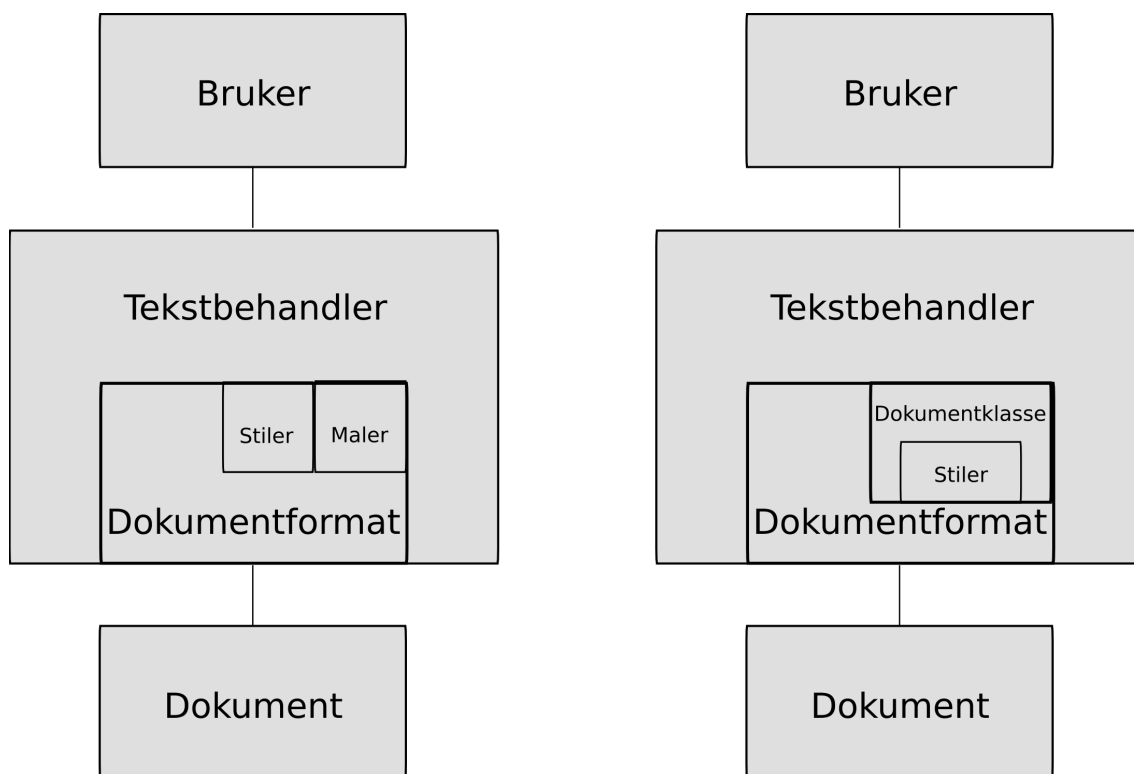 Bruker
Tekstbehandler
Stiler
Maler
Dokumentformat
Dokument
Bruker
Tekstbehandler
Dokumentklasse
Stiler
Dokumentformat
Dokument